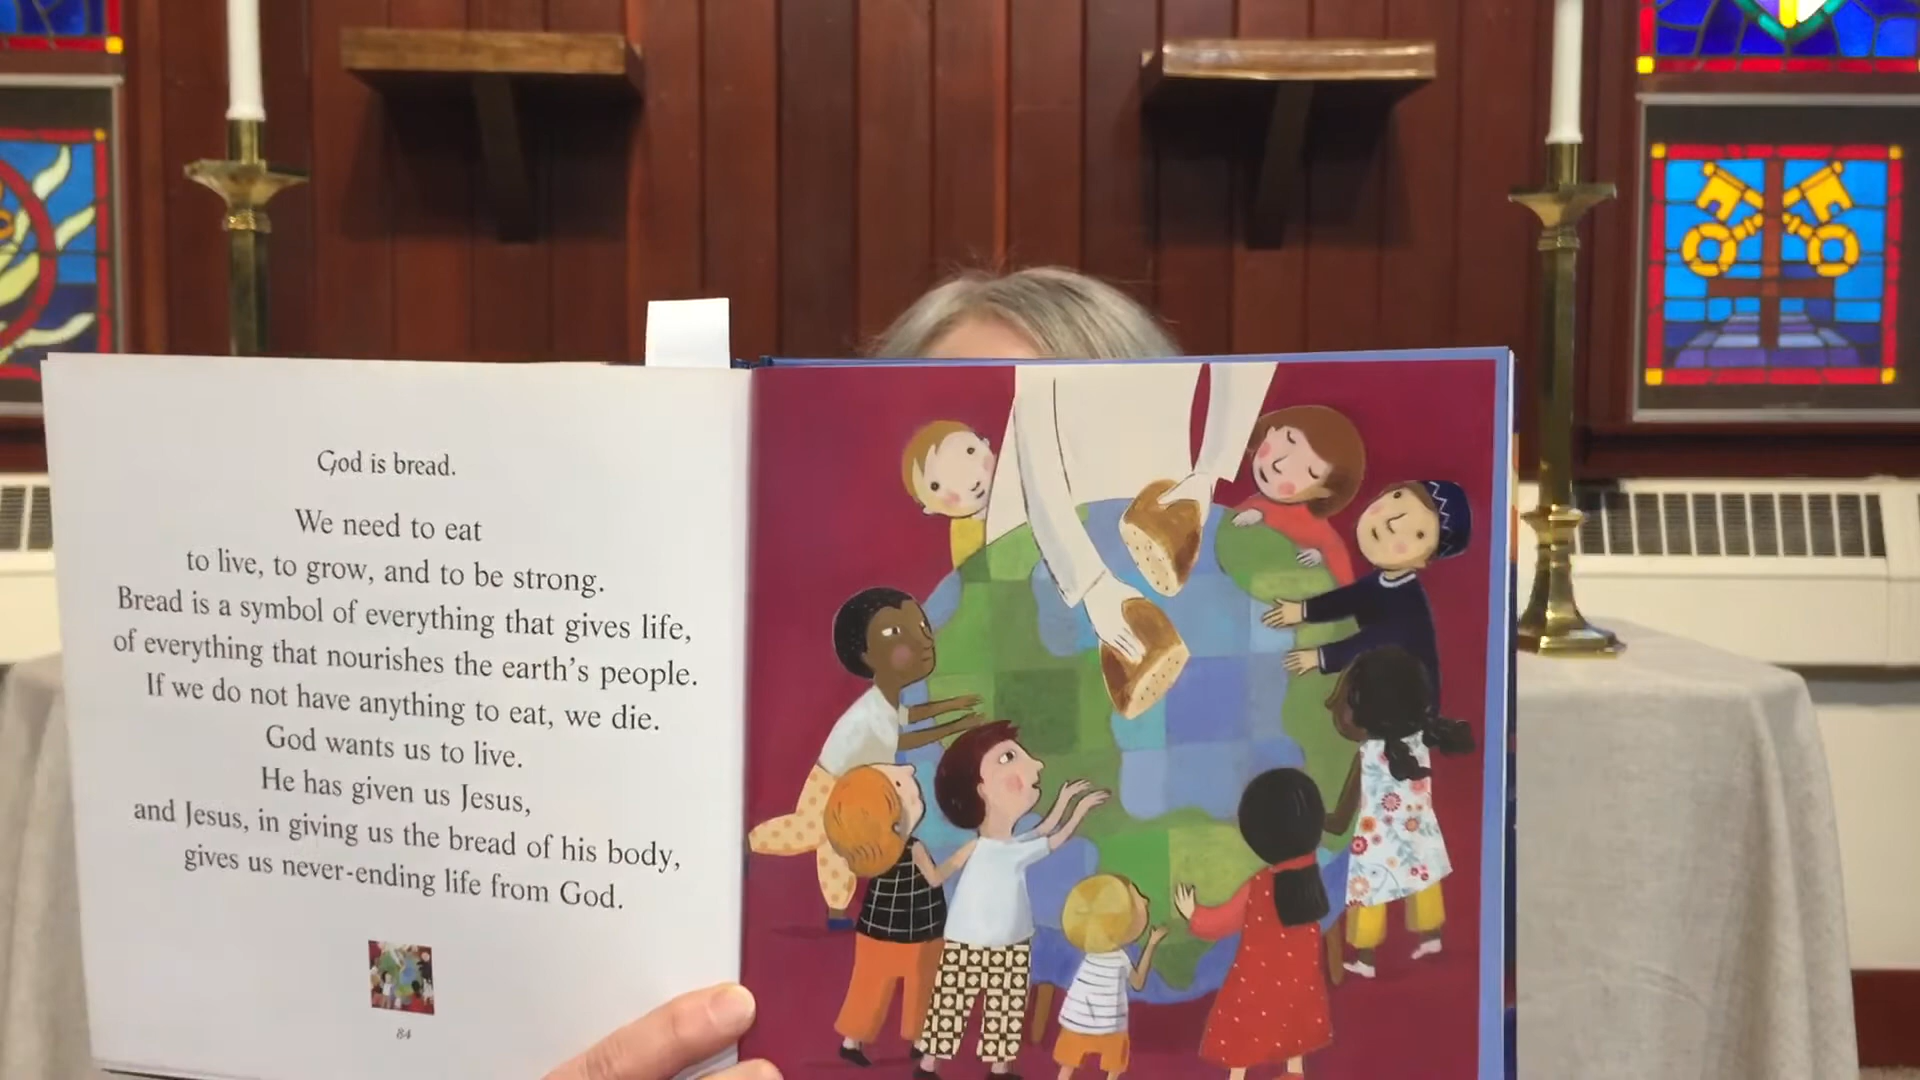 God is bread.
We need to eat
to live, to grow, and to be strong.
Bread is a symbol of everything that gives life,
of everything that nourishes the earth's people.
If we do not have anything to eat, we die.
God wants us to live.
He has given us Jesus,
and Jesus, in giving us the bread of his body,
gives us never-ending life from God.
84